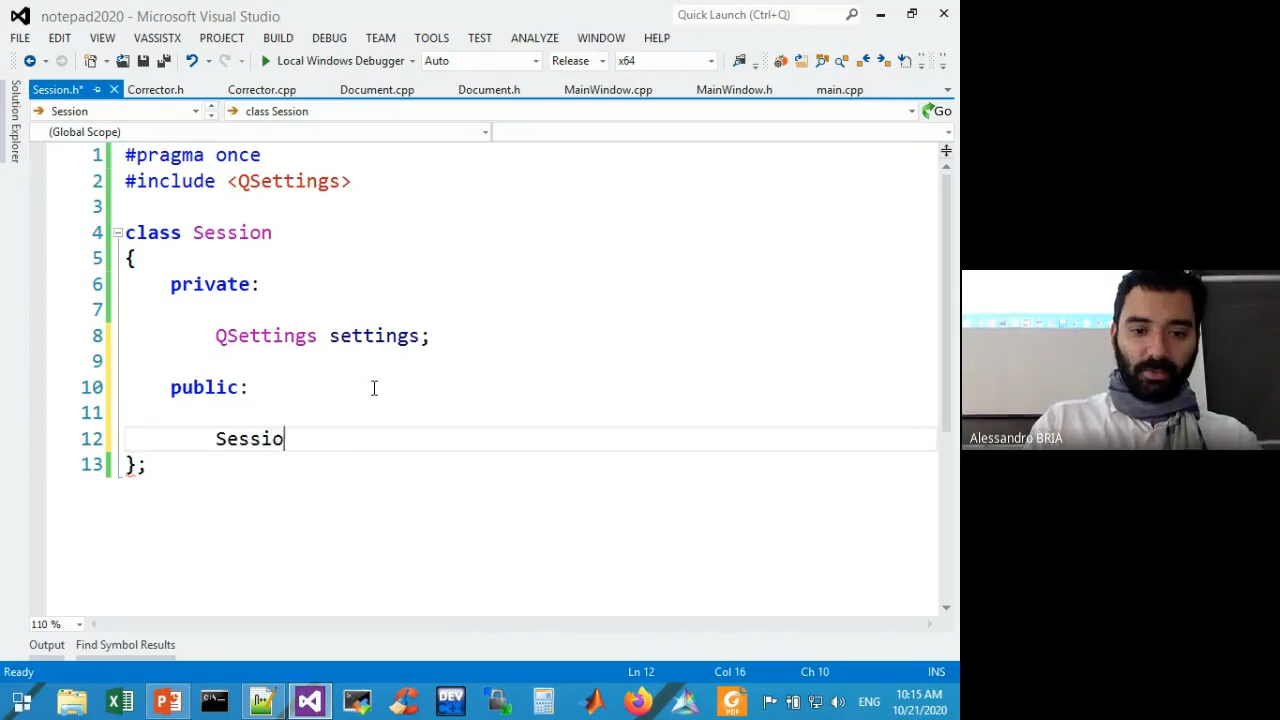 notepad2020 - Microsoft Visual Studio
Quick Launch (Ctrl+Q)
FILE EDIT VIEW VASSISTX PROJECT BUILD DEBUG TEAM TOOLS TEST ANALYZE WINDOW HELP
Local Windows Debugger Auto Release x64
Solution Explorer
Session.h* Corrector.h Corrector.cpp Document.cpp Document.h MainWindow.cpp MainWindow.h main.cpp
Session class Session Go
(Global Scope)
1 #pragma once
2 #include <QSettings>
3
4 class Session
5 {
6 private:
7
8 QSettings settings;
9
10 public:
11
12 Sessio
13 };
110 %
Output Find Symbol Results
Ready Ln 12 Col 16 Ch 10 INS
DEV C++ PDF ENG 10:15 AM
10/21/2020
Alessandro BRIA